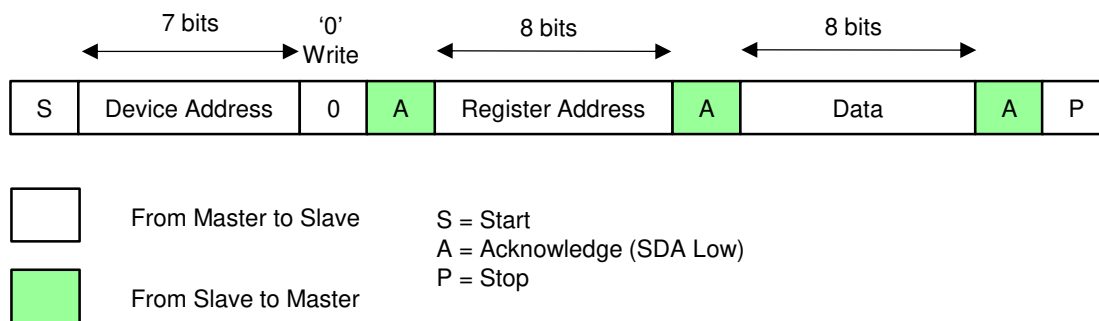 7 bits
‘0’
Write
8 bits
8 bits
S Device Address 0 A Register Address A Data A P
From Master to Slave
From Slave to Master
S = Start
A = Acknowledge (SDA Low)
P = Stop